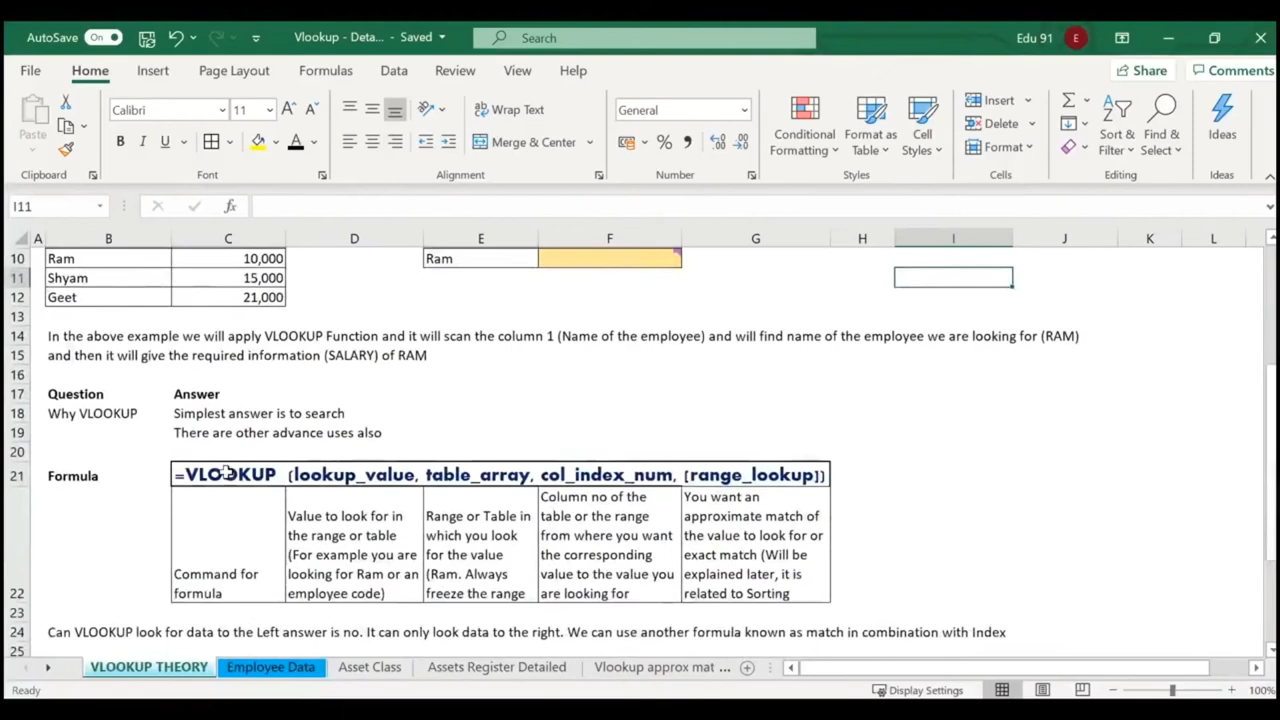 AutoSave On Vlookup - Deta... - Saved Search Edu 91 E
File Home Insert Page Layout Formulas Data Review View Help Share Comments
Paste Calibri 11 A A Wrap Text General Conditional Formatting Format as Table Cell Styles Insert Delete Format Sort & Filter Find & Select Ideas
B I U A Merge & Center % ,
Clipboard Font Alignment Number Styles Cells Editing Ideas
I11 fx
A B C D E F G H I J K L
10 Ram 10,000 Ram
11 Shyam 15,000
12 Geet 21,000
13
14 In the above example we will apply VLOOKUP Function and it will scan the column 1 (Name of the employee) and will find name of the employee we are looking for (RAM)
15 and then it will give the required information (SALARY) of RAM
16
17 Question Answer
18 Why VLOOKUP Simplest answer is to search
19 There are other advance uses also
20
21 Formula =VLOOKUP (lookup_value, table_array, col_index_num, [range_lookup])
22
Command for
formula
Value to look for in
the range or table
(For example you are
looking for Ram or an
employee code)
Range or Table in
which you look
for the value
(Ram. Always
freeze the range
Column no of the
table or the range
from where you want
the corresponding
value to the value you
are looking for
You want an
approximate match of
the value to look for or
exact match (Will be
explained later, it is
related to Sorting
23
24 Can VLOOKUP look for data to the Left answer is no. It can only look data to the right. We can use another formula known as match in combination with Index
25
VLOOKUP THEORY Employee Data Asset Class Assets Register Detailed Vlookup approx mat ...
Ready Display Settings 100%